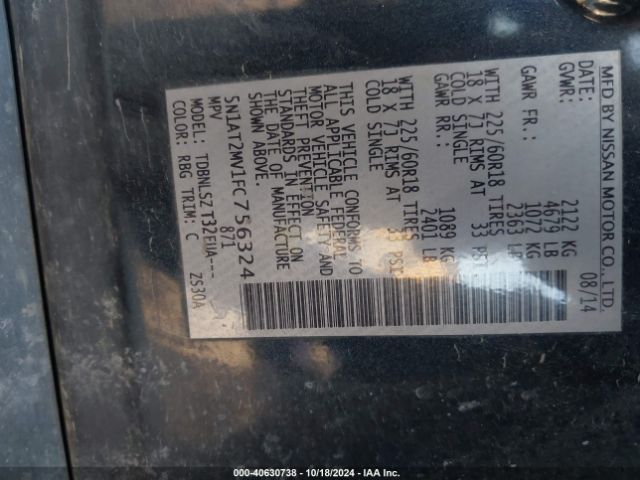 MFD BY NISSAN MOTOR CO., LTD
DATE: 08/14
GVWR: 2122 KG
4679 LB
GAWR FR.: 1072 KG
2363 LB
WITH 225/60R18 TIRES
18 X 7J RIMS AT 33 PSI
COLD SINGLE
GAWR RR.: 1089 KG
2401 LB
WITH 225/60R18 TIRES
18 X 7J RIMS AT 33 PSI
COLD SINGLE
THIS VEHICLE CONFORMS TO
ALL APPLICABLE FEDERAL
MOTOR VEHICLE SAFETY AND
THEFT PREVENTION
STANDARDS IN EFFECT ON
THE DATE OF MANUFACTURE
SHOWN ABOVE.
5N1AT2MV1FC756324
MPV 871
MODEL: TDBNLSZ T32EUA---
COLOR: RBG TRIM: C ZS30A
000-40630738 - 10/18/2024 - IAA Inc.